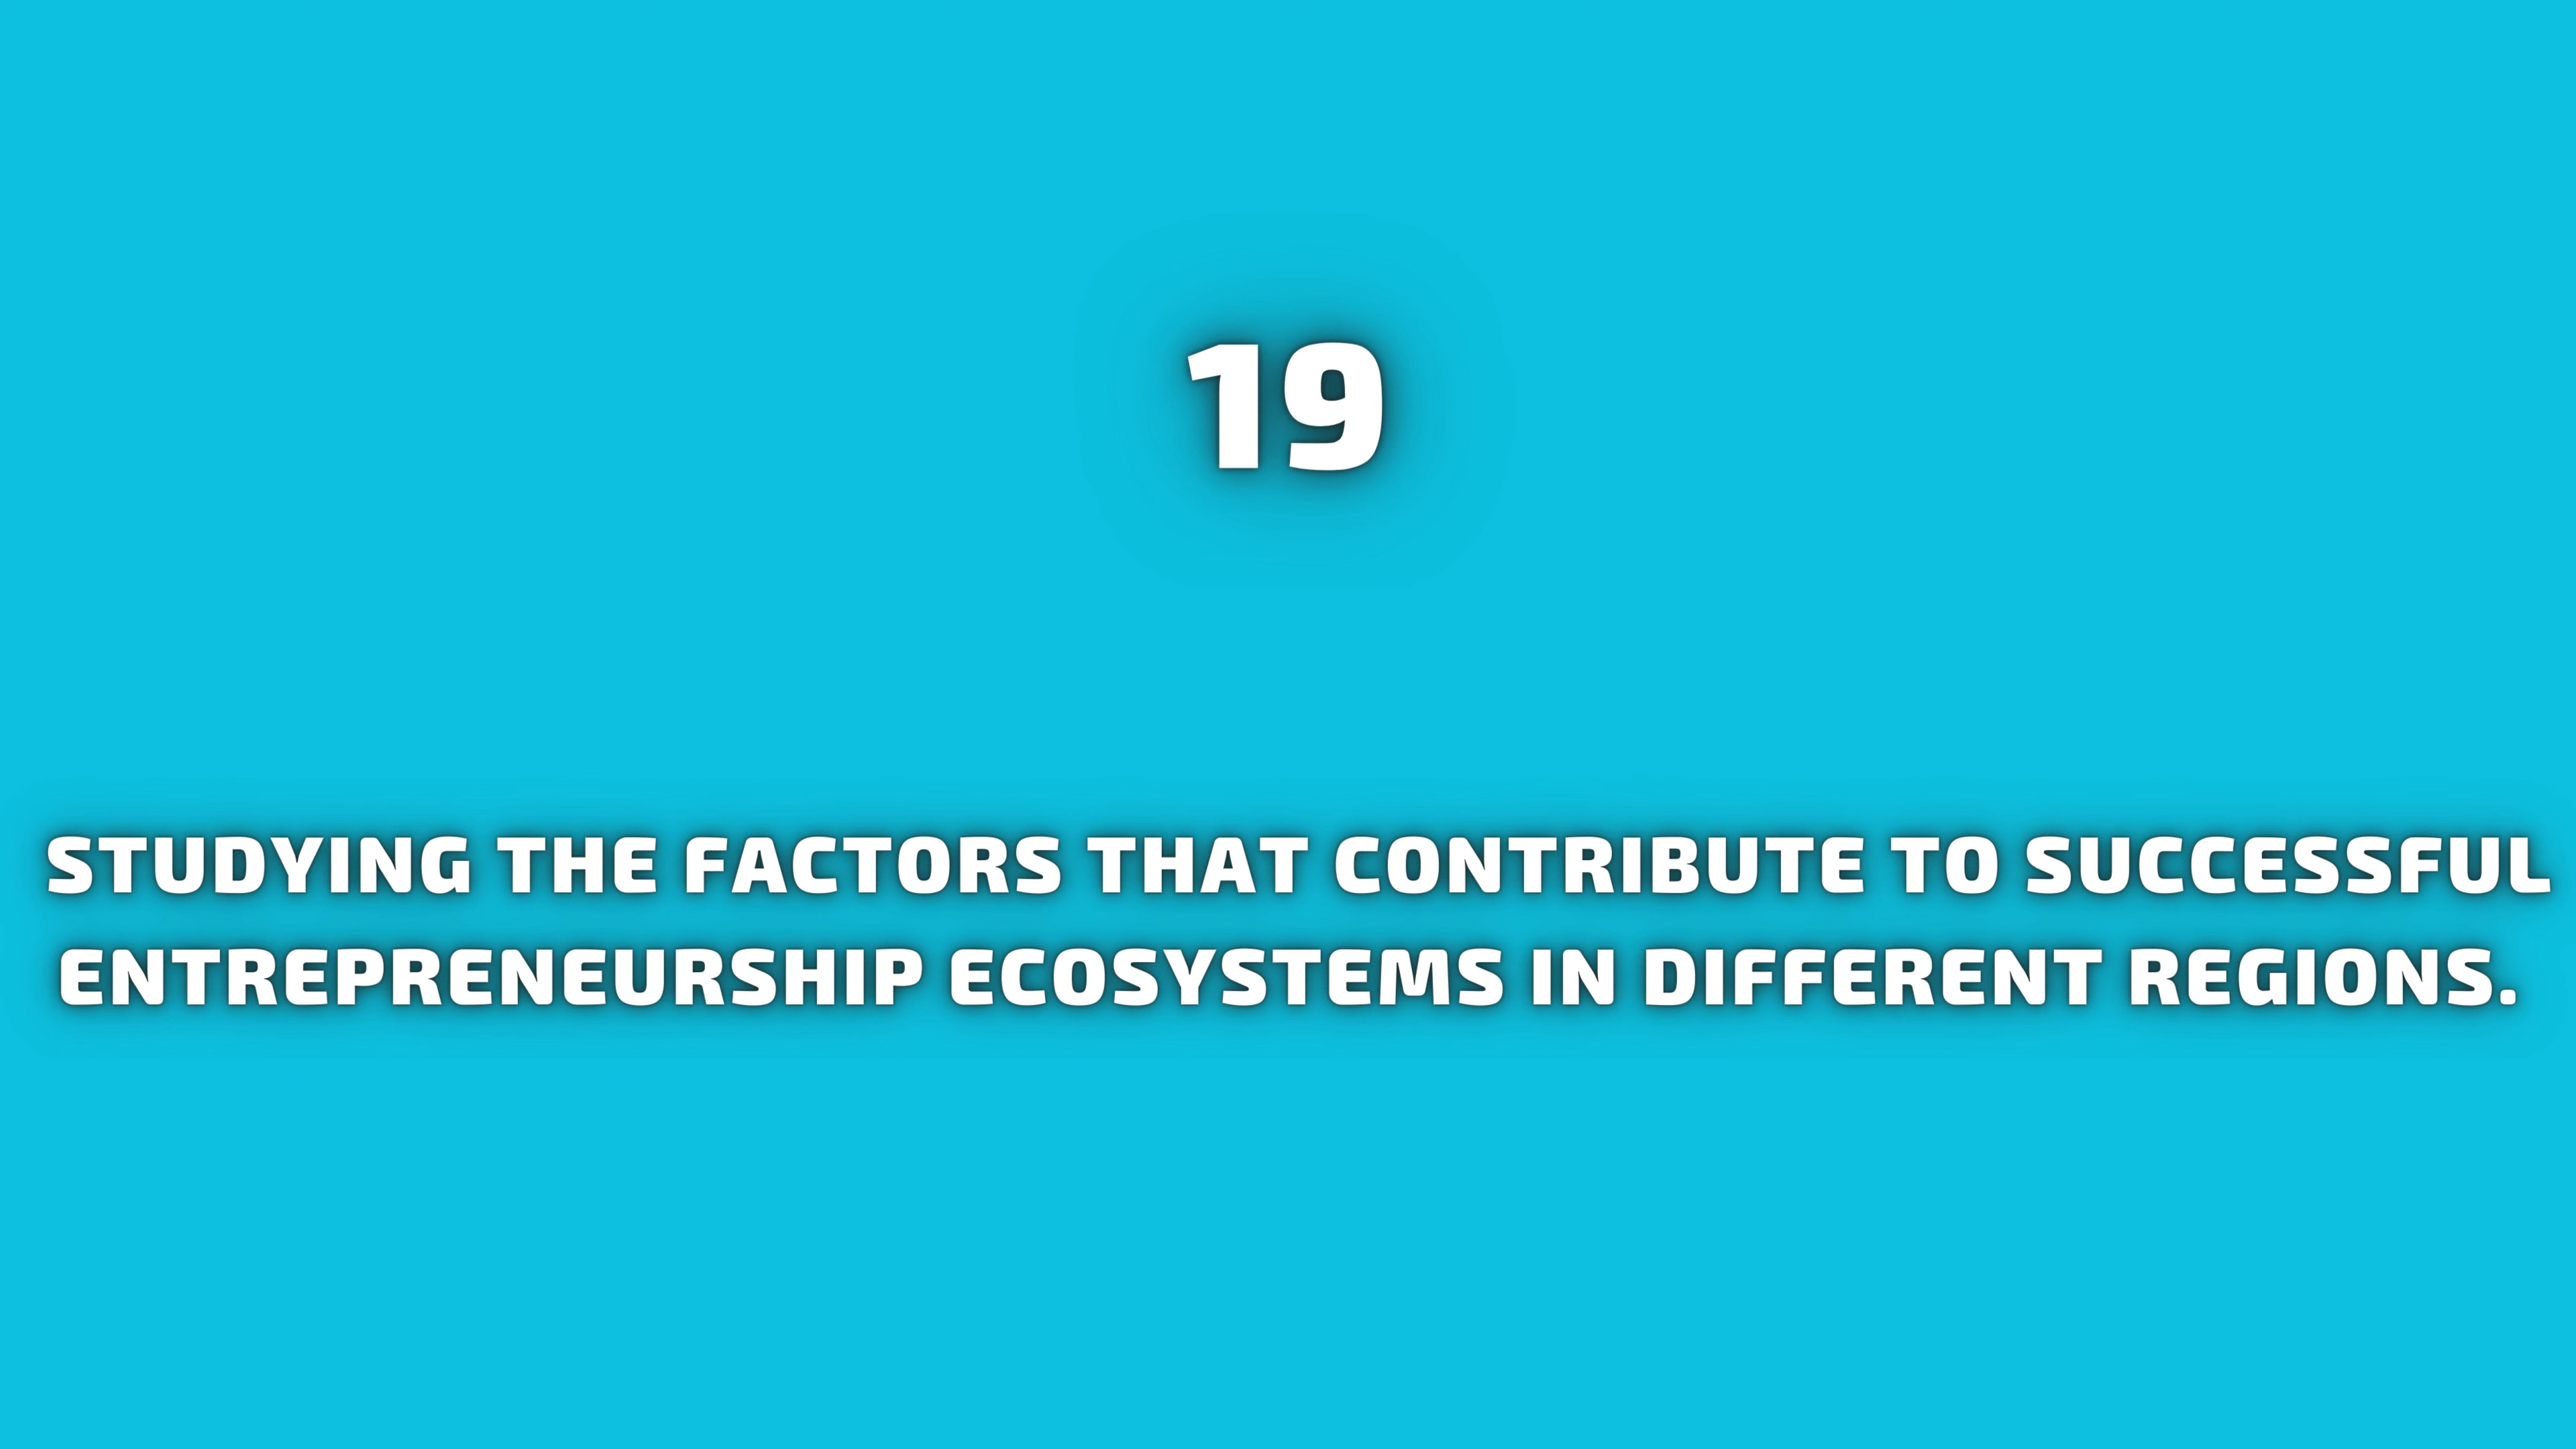 19
STUDYING THE FACTORS THAT CONTRIBUTE TO SUCCESSFUL
ENTREPRENEURSHIP ECOSYSTEMS IN DIFFERENT REGIONS.